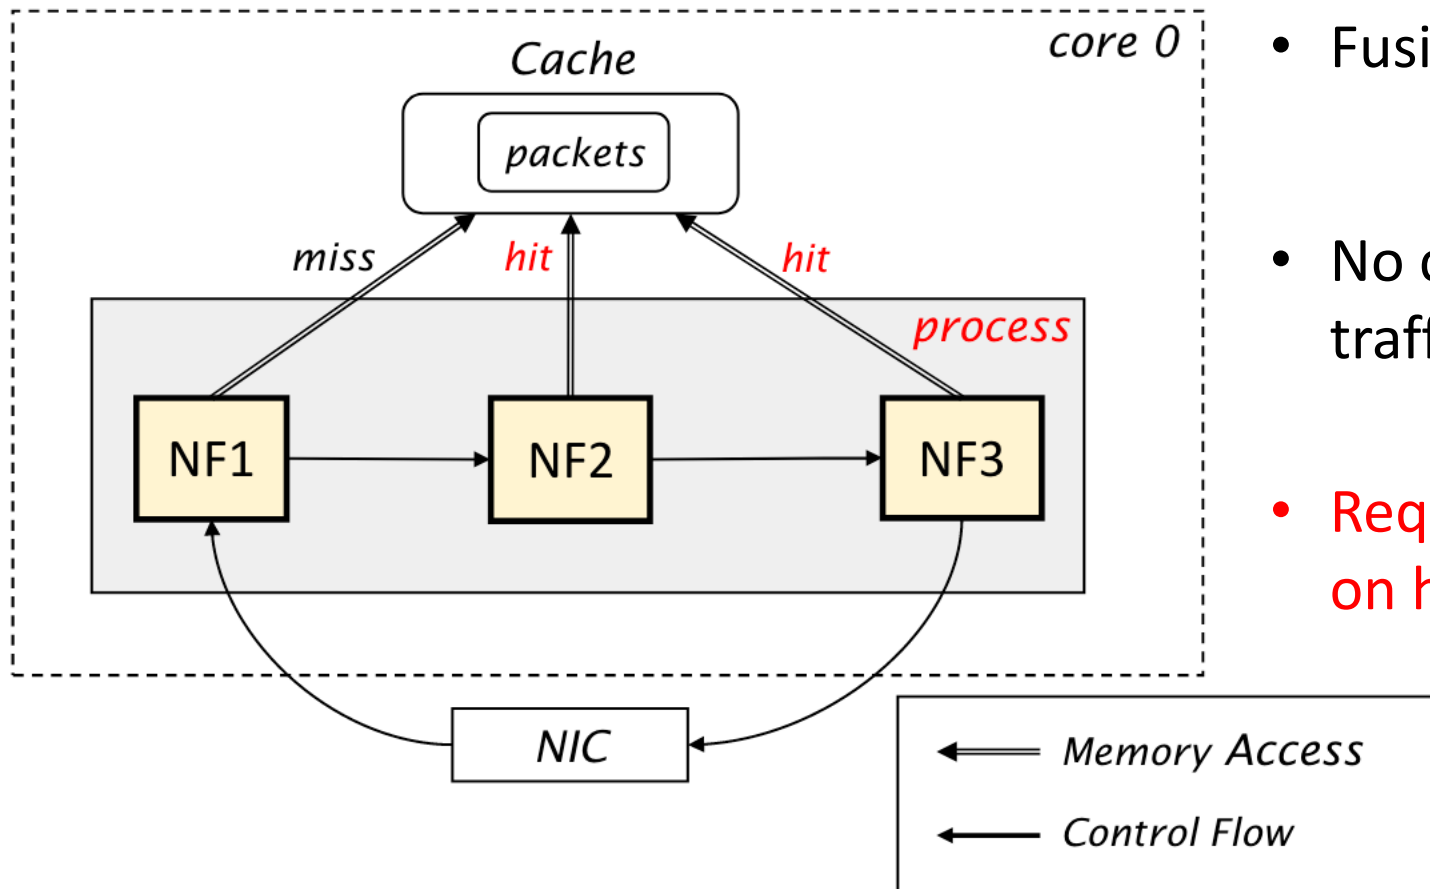 core 0
Cache
packets
miss
hit
hit
process
NF1
NF2
NF3
NIC
Memory Access
Control Flow
• Fusi
• No
traff
• Req
on